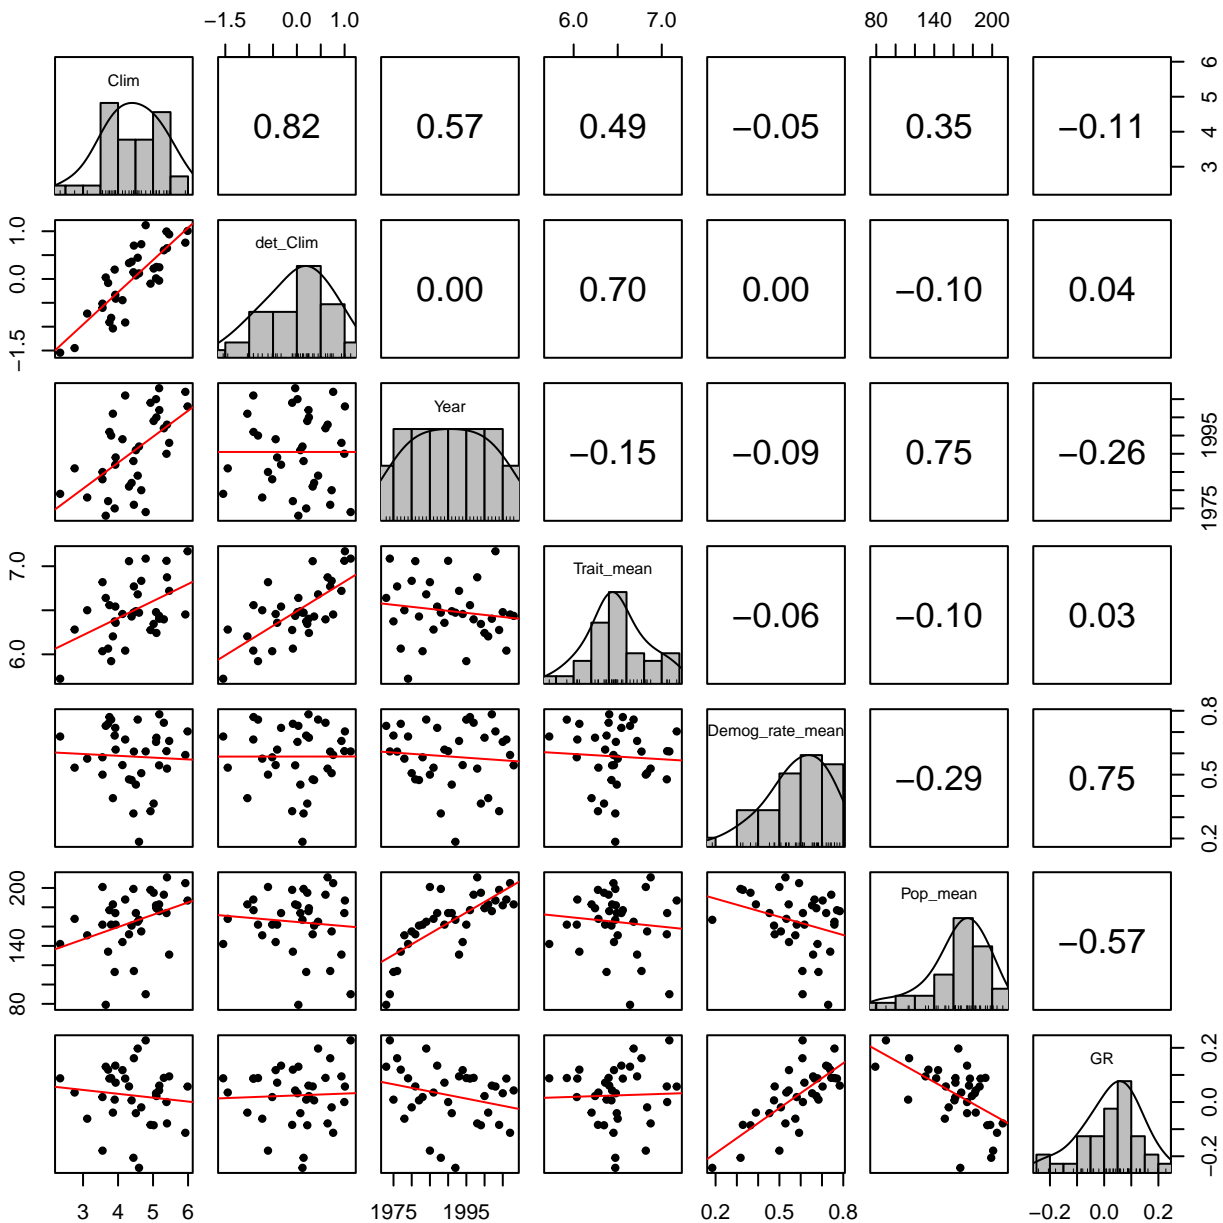 −1.5 0.0 1.0 6.0 7.0 80 140 200
Clim 0.82 0.57 0.49 −0.05 0.35 −0.11 3 4 5 6
−1.5 0.0 1.0 det_Clim 0.00 0.70 0.00 −0.10 0.04
Year −0.15 −0.09 0.75 −0.26 1975 1995
6.0 7.0 Trait_mean −0.06 −0.10 0.03
Demog_rate_mean −0.29 0.75 0.2 0.5 0.8
80 140 200 Pop_mean −0.57
GR −0.2 0.0 0.2
3 4 5 6 1975 1995 0.2 0.5 0.8 −0.2 0.0 0.2